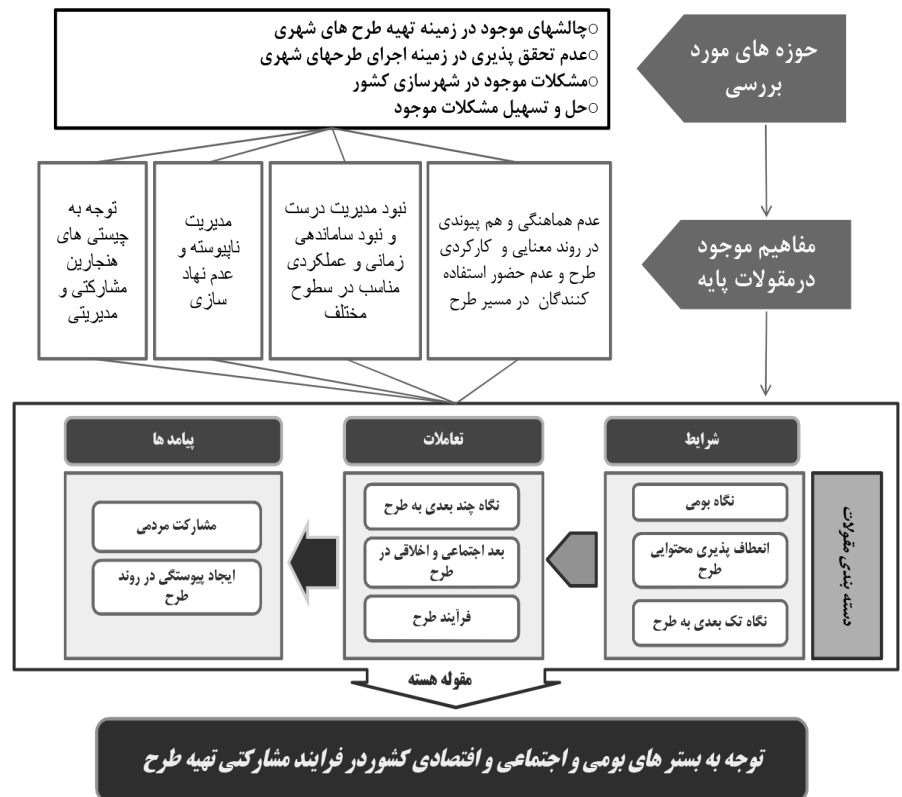 حوزه های مورد
بررسی
○چالشهای موجود در زمینه تهیه طرح های شهری
○عدم تحقق پذیری در زمینه اجرای طرحهای شهری
○مشکلات موجود در شهرسازی کشور
○حل و تسهیل مشکلات موجود
مفاهیم موجود
درمقولات پایه
عدم هماهنگی و هم پیوندی
در روند معنایی و کارکردی
طرح و عدم حضور استفاده
کنندگان در مسیر طرح
نبود مدیریت درست
و نبود ساماندهی
زمانی و عملکردی
مناسب در سطوح
مختلف
مدیریت
ناپیوسته و
عدم نهاد
سازی
توجه به
چیستی های
هنجارین
مشارکتی و
مدیریتی
دسته بندی مقولات
شرایط
نگاه بومی
انعطاف پذیری محتوایی
طرح
نگاه تک بعدی به طرح
تعاملات
نگاه چند بعدی به طرح
بعد اجتماعی و اخلاقی در
طرح
فرآیند طرح
پیامد ها
مشارکت مردمی
ایجاد پیوستگی در روند
طرح
مقوله هسته
توجه به بستر های بومی و اجتماعی و اقتصادی کشوردر فرایند مشارکتی تهیه طرح